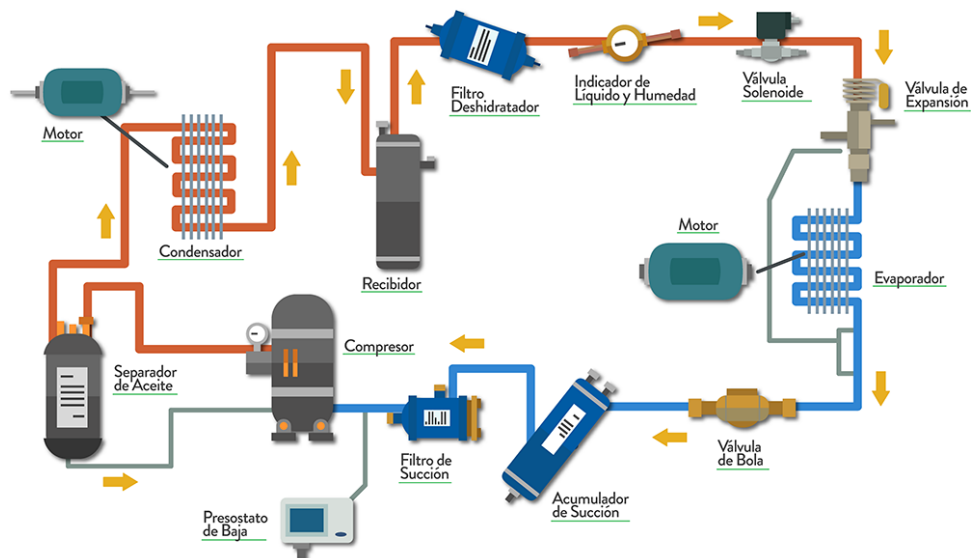 Motor
Condensador
Recibidor
Filtro
Deshidratador
Indicador de
Líquido y Humedad
Válvula
Solenoide
Válvula de
Expansión
Motor
Evaporador
Separador
de Aceite
Compresor
Filtro de
Succión
Válvula
de Bola
Acumulador
de Succión
Presostato
de Baja